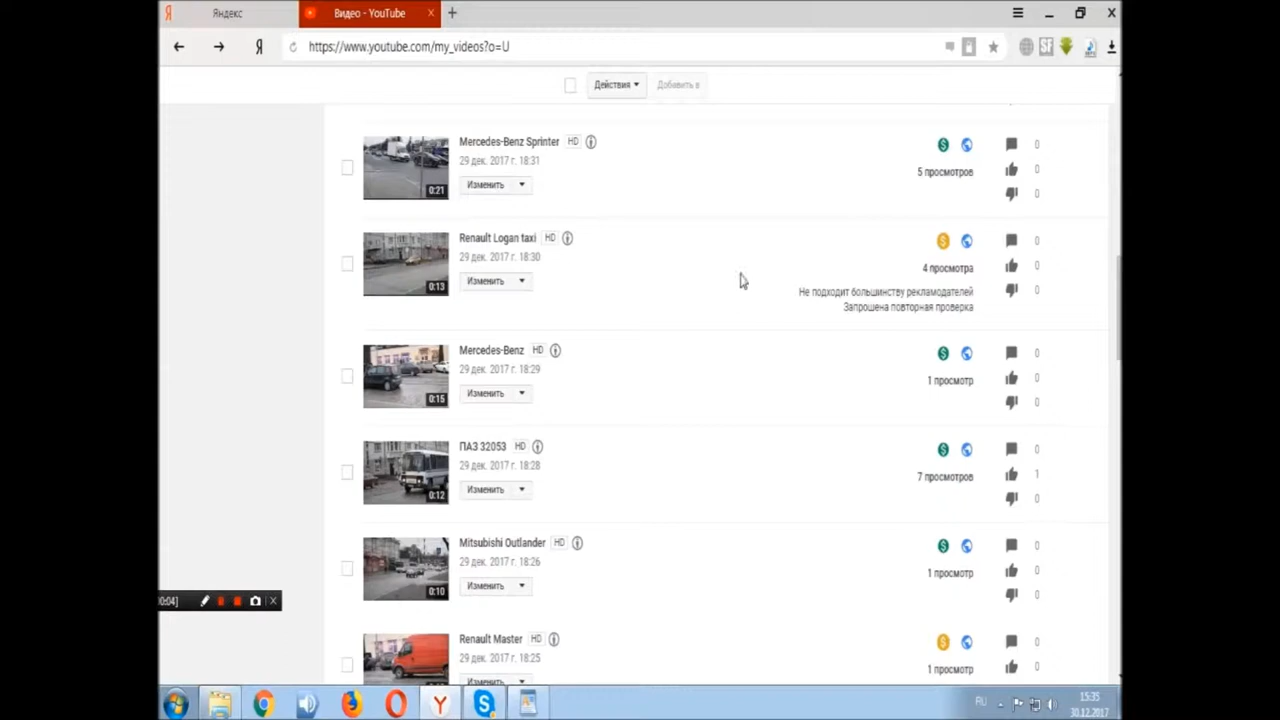 Яндекс
Видео - YouTube
https://www.youtube.com/my_videos?o=U
Действия
Добавить в
Mercedes-Benz Sprinter HD
29 дек. 2017 г. 18:31
Изменить
0:21
5 просмотров
0
0
0
Renault Logan taxi HD
29 дек. 2017 г. 18:30
Изменить
0:13
4 просмотра
Не подходит большинству рекламодателей
Запрошена повторная проверка
0
0
0
Mercedes-Benz HD
29 дек. 2017 г. 18:29
Изменить
0:15
1 просмотр
0
0
0
ПАЗ 32053 HD
29 дек. 2017 г. 18:28
Изменить
0:12
7 просмотров
0
1
0
Mitsubishi Outlander HD
29 дек. 2017 г. 18:26
Изменить
0:10
1 просмотр
0
0
0
Renault Master HD
29 дек. 2017 г. 18:25
Изменить
1 просмотр
0
0
00:04]
RU
15:35
30.12.2017